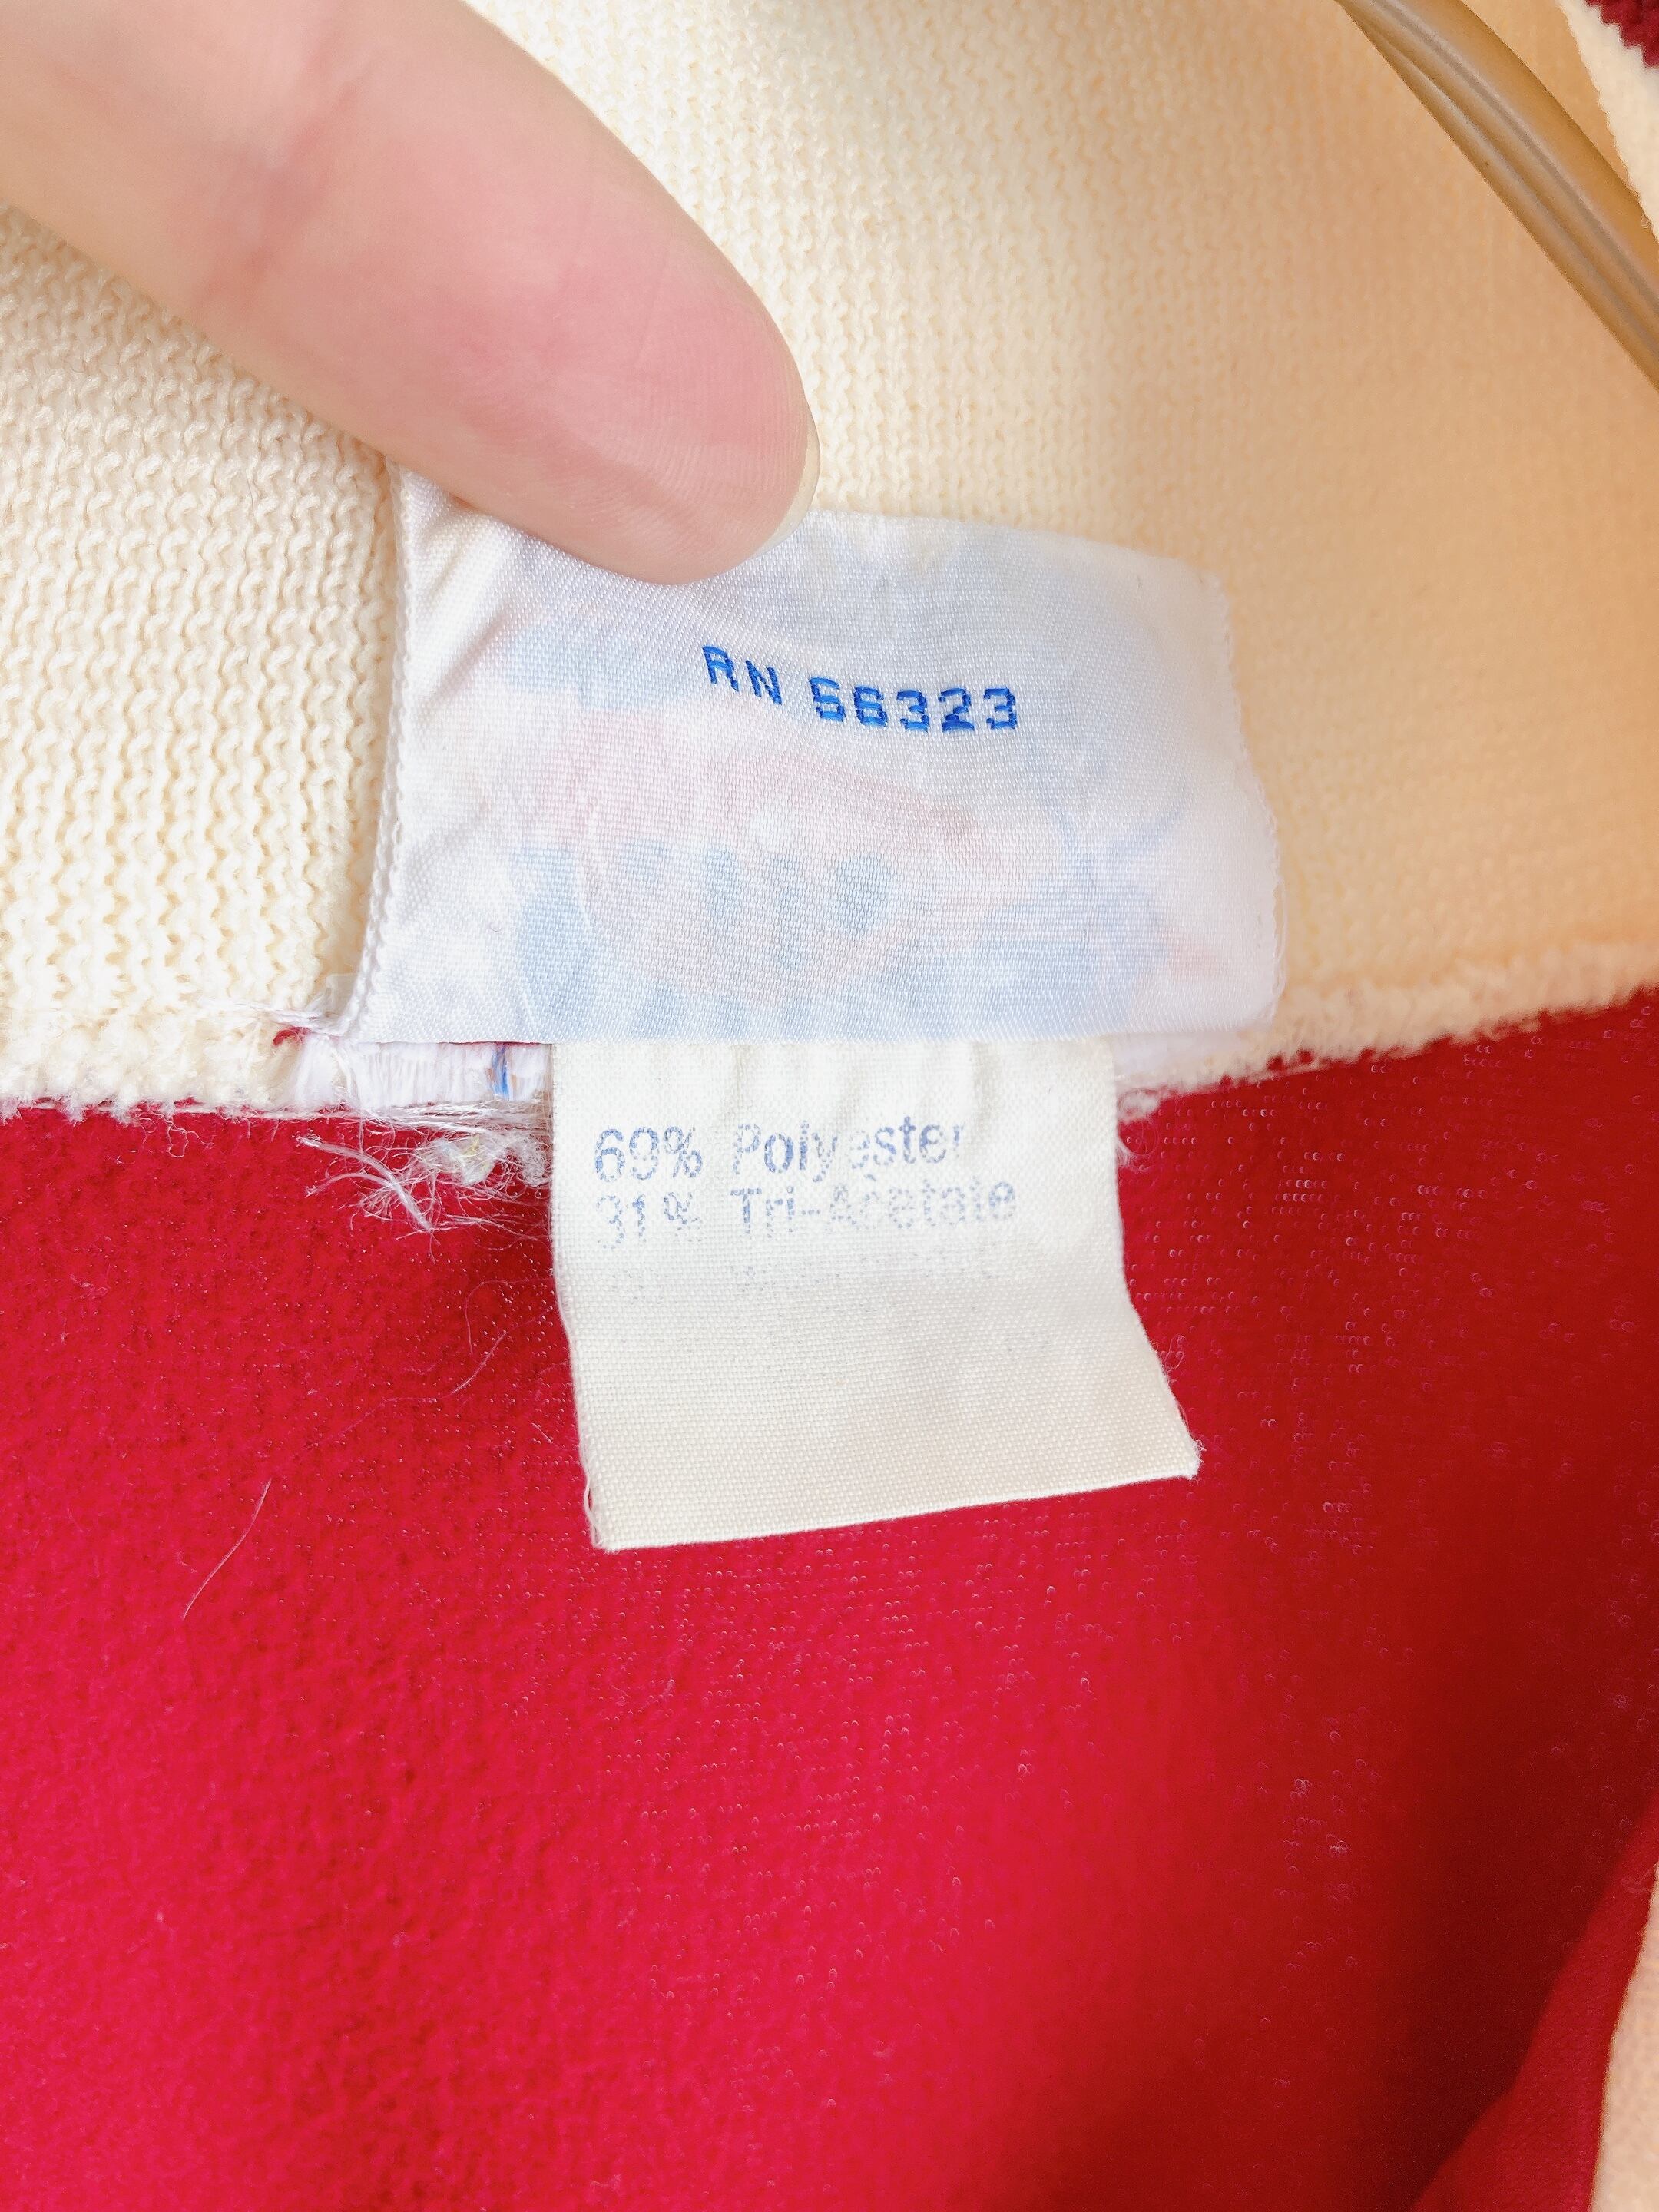 RN 56323
69% Polyester
31% Tri-Acetate